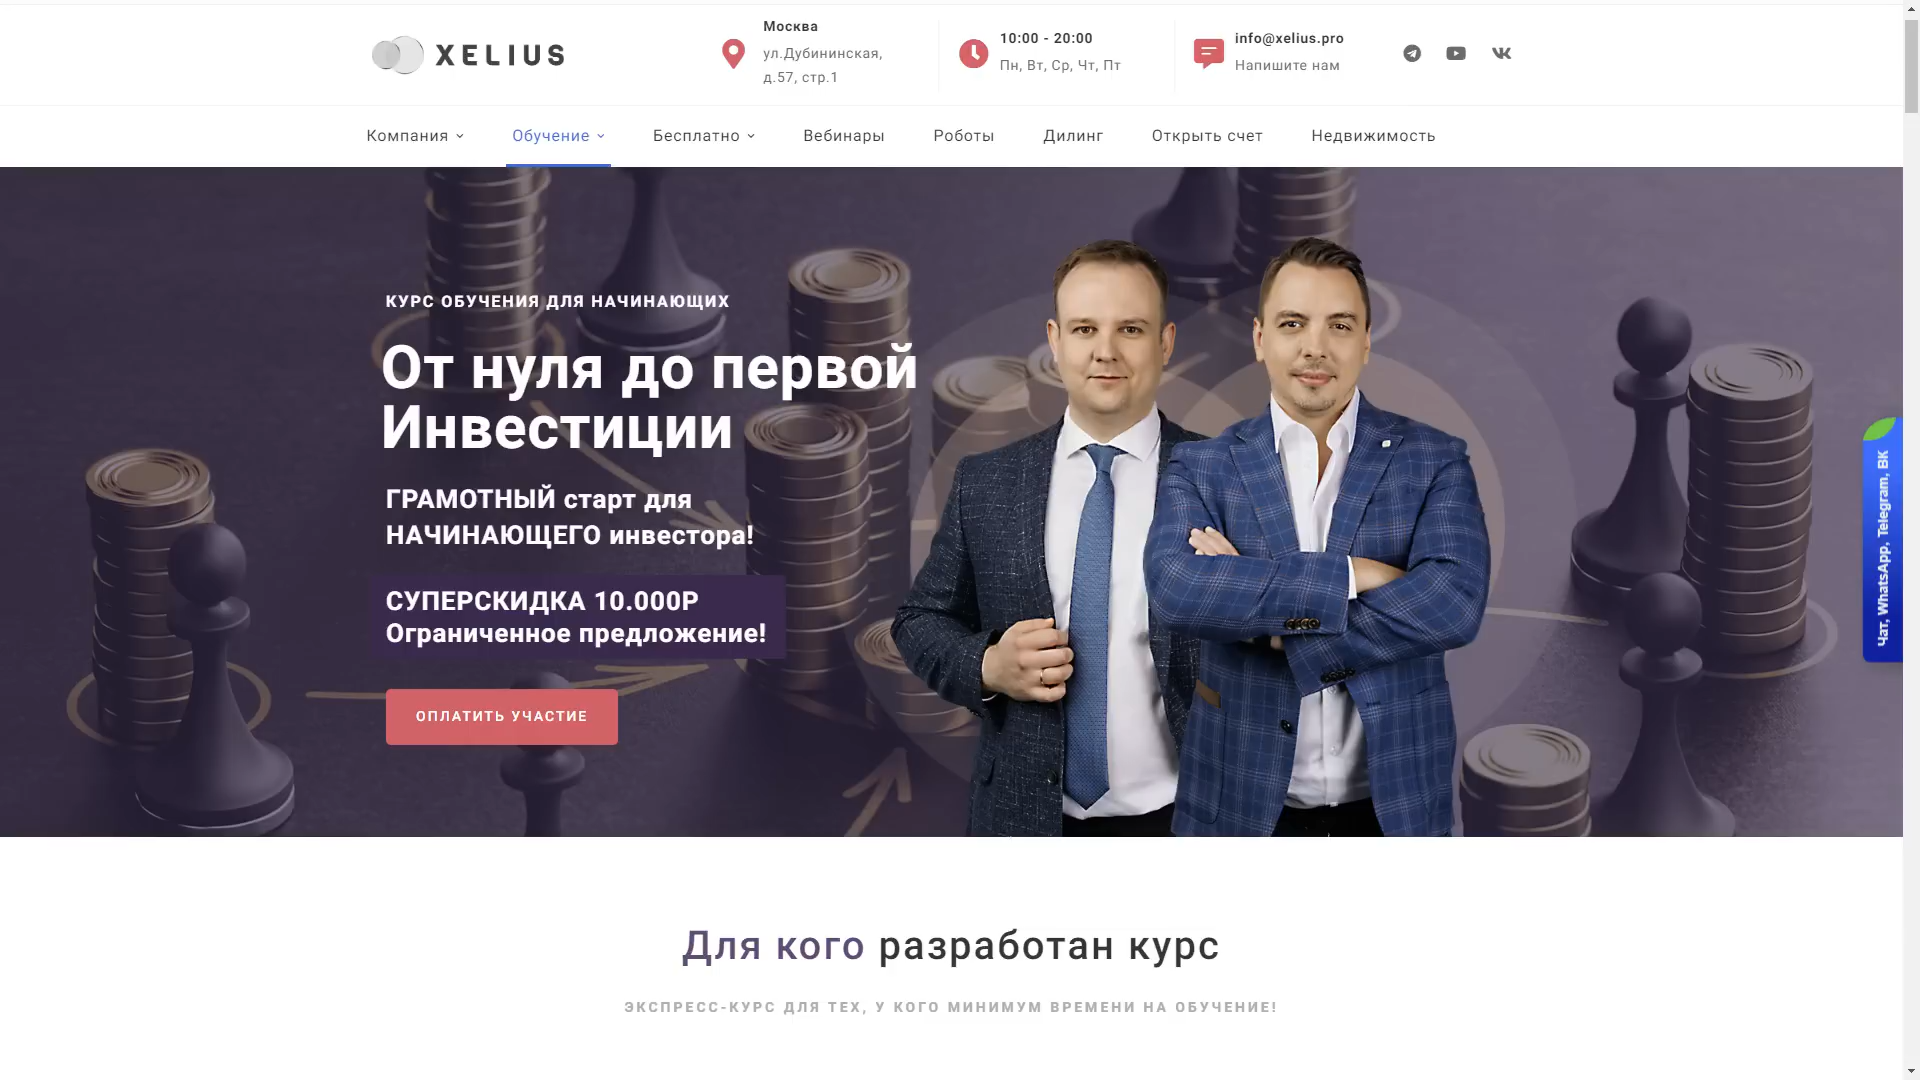 XELIUS
Москва
ул.Дубининская,
д.57, стр.1
10:00 - 20:00
Пн, Вт, Ср, Чт, Пт
info@xelius.pro
Напишите нам
Компания
Обучение
Бесплатно
Вебинары
Роботы
Дилинг
Открыть счет
Недвижимость
КУРС ОБУЧЕНИЯ ДЛЯ НАЧИНАЮЩИХ
От нуля до первой
Инвестиции
ГРАМОТНЫЙ старт для
НАЧИНАЮЩЕГО инвестора!
СУПЕРСКИДКА 10.000Р
Ограниченное предложение!
ОПЛАТИТЬ УЧАСТИЕ
Чат, WhatsApp, Telegram, ВК
Для кого разработан курс
ЭКСПРЕСС-КУРС ДЛЯ ТЕХ, У КОГО МИНИМУМ ВРЕМЕНИ НА ОБУЧЕНИЕ!